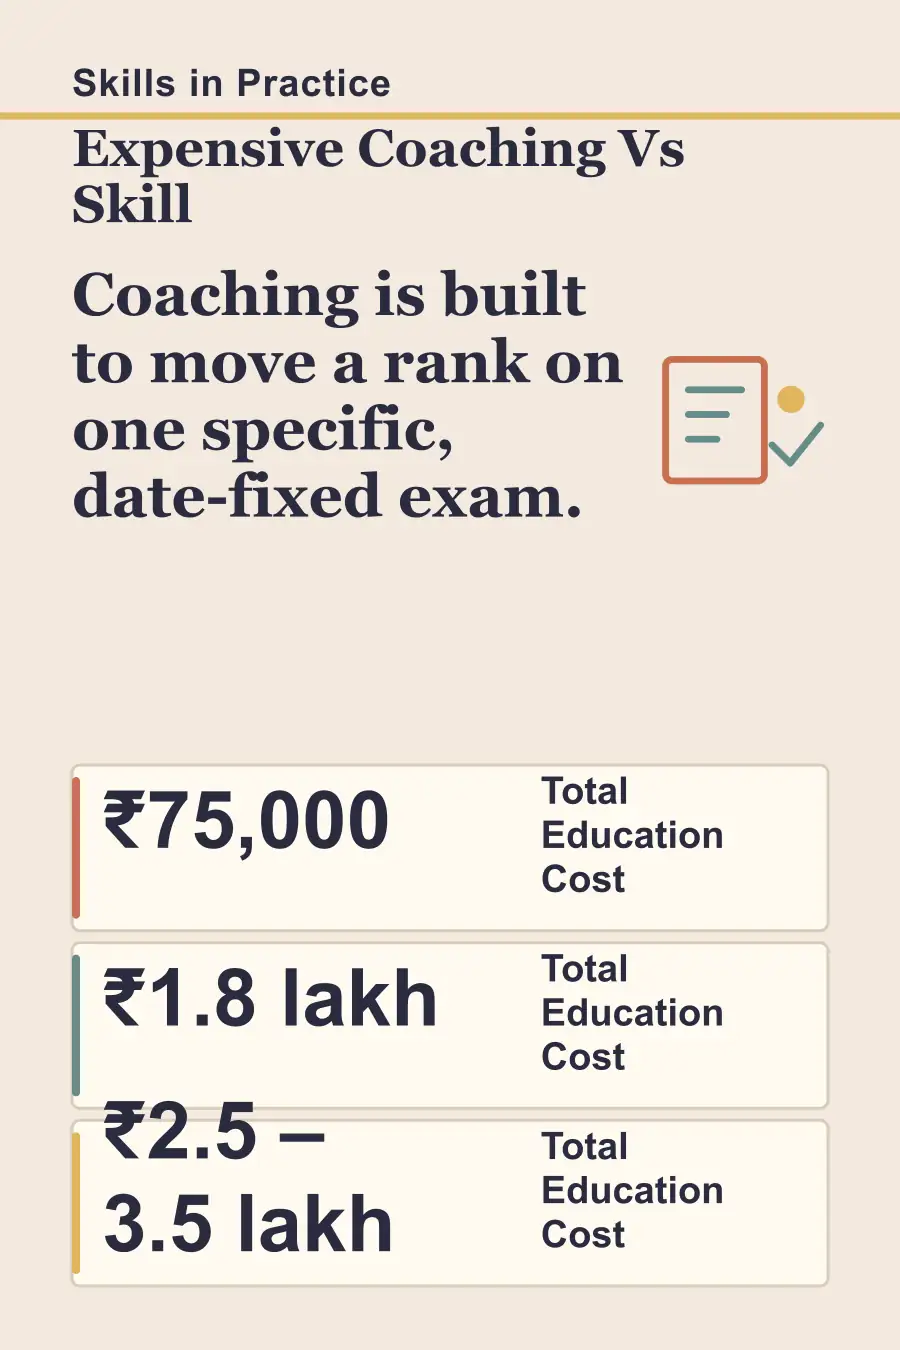 Skills in Practice
Expensive Coaching Vs
Skill
Coaching is built
to move a rank on
one specific,
date-fixed exam.
₹75,000
Total
Education
Cost
₹1.8 lakh
Total
Education
Cost
₹2.5 –
3.5 lakh
Total
Education
Cost